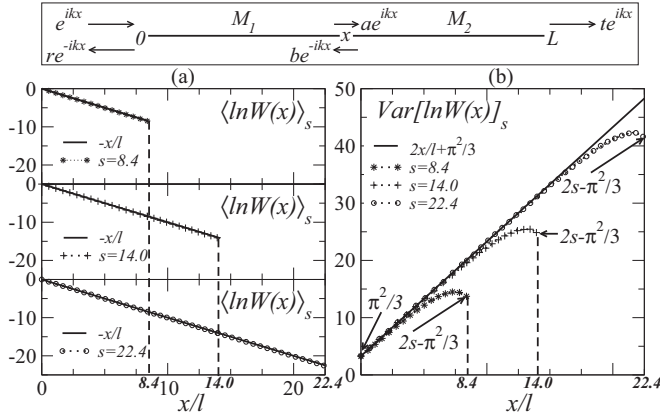 e^{ikx} M_1 ae^{ikx} M_2 te^{ikx}
0 x L
re^{-ikx} be^{-ikx}
(a) (b)
0
-10
-20
⟨lnW(x)⟩_s
-x/l
s=8.4
0
-10
-20
⟨lnW(x)⟩_s
-x/l
s=14.0
0
-10
-20
⟨lnW(x)⟩_s
-x/l
s=22.4
0 8.4 10 14.0 20 22.4
x/l
50
40
30
20
10
0
Var[lnW(x)]_s
2x/l+π^2/3
s=8.4
s=14.0
s=22.4
2s-π^2/3
2s-π^2/3
π^2/3
2s-π^2/3
8.4 14.0 22.4
x/l